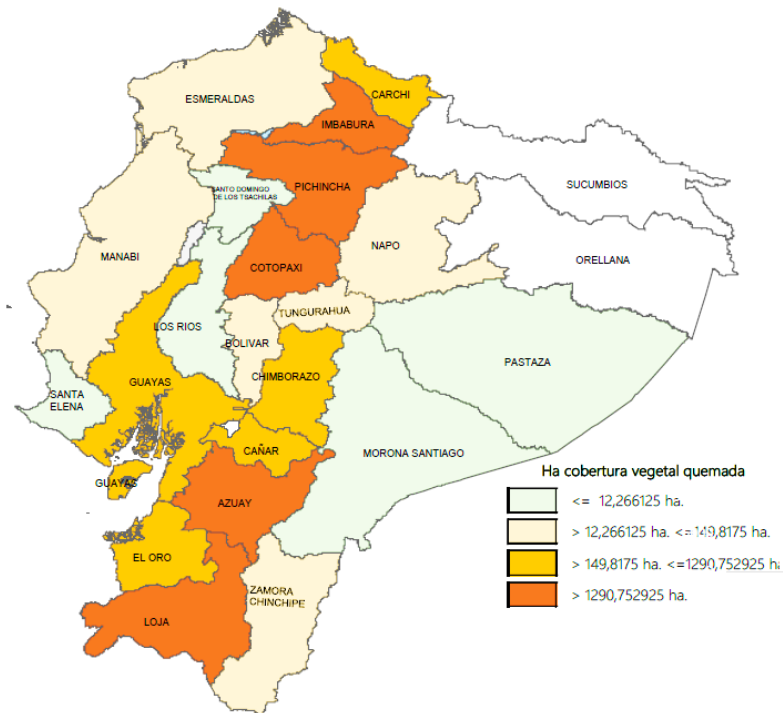 ESMERALDAS
CARCHI
IMBABURA
SANTO DOMINGO
DE LOS TSACHILAS
PICHINCHA
SUCUMBIOS
MANABI
COTOPAXI
NAPO
ORELLANA
LOS RIOS
TUNGURAHUA
BOLIVAR
PASTAZA
SANTA
ELENA
GUAYAS
CHIMBORAZO
CAÑAR
MORONA SANTIAGO
GUAYAS
AZUAY
EL ORO
ZAMORA
CHINCHIPE
LOJA
Ha cobertura vegetal quemada
<= 12,266125 ha.
> 12,266125 ha. <=149,8175 ha.
> 149,8175 ha. <=1290,752925 ha
> 1290,752925 ha.